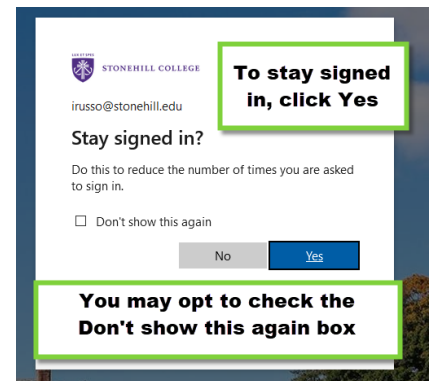 STONEHILL COLLEGE
irusso@stonehill.edu
To stay signed
in, click Yes
Stay signed in?
Do this to reduce the number of times you are asked
to sign in.
Don't show this again
No
Yes
You may opt to check the
Don't show this again box